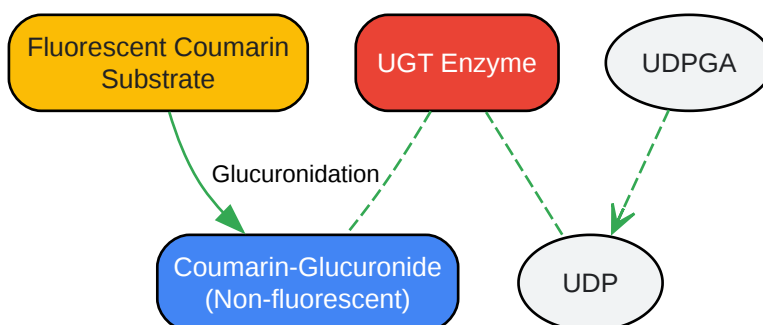 Fluorescent Coumarin
Substrate
UGT Enzyme
UDPGA
Glucuronidation
Coumarin-Glucuronide
(Non-fluorescent)
UDP